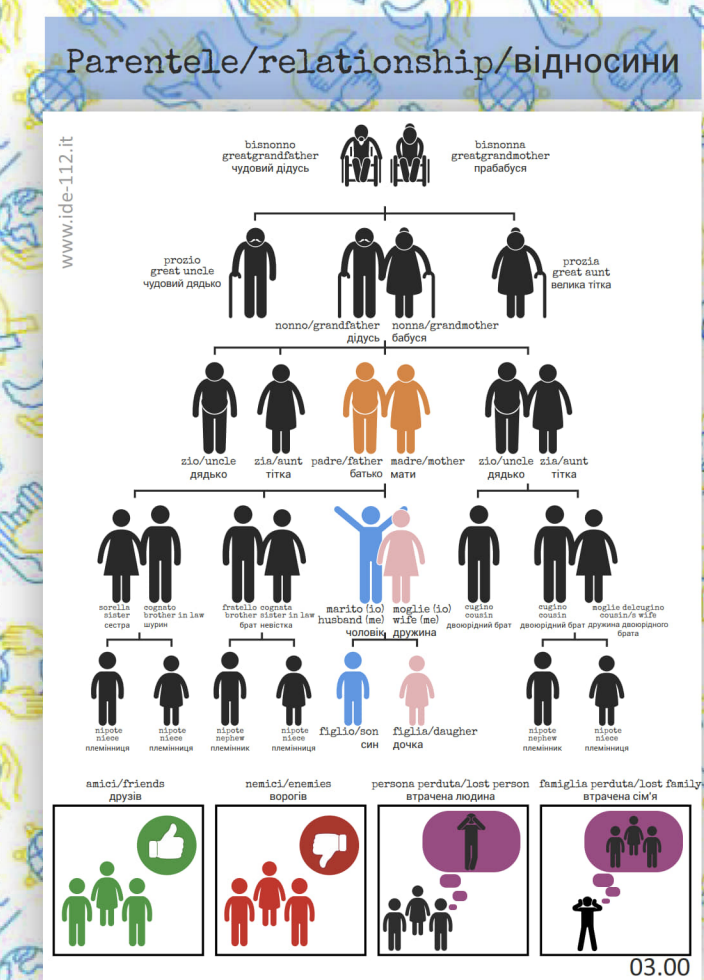 Parentele/relationship/відносини
www.ide-112.it
bisnonno
greatgrandfather
чудовий дідусь
bisnonna
greatgrandmother
прабабуся
prozio
great uncle
чудовий дядько
prozia
great aunt
велика тітка
nonno/grandfather
дідусь
nonna/grandmother
бабуся
zio/uncle
дядько
zia/aunt
тітка
padre/father
батько
madre/mother
мати
zio/uncle
дядько
zia/aunt
тітка
sorella
sister
сестра
cognato
brother in law
шурин
fratello
brother
брат
cognata
sister in law
невістка
marito (io)
husband (me)
чоловік
moglie (io)
wife (me)
дружина
cugino
cousin
двоюрідний брат
cugino
cousin
двоюрідний брат
moglie delcugino
cousin/s wife
дружина двоюрідного
брата
nipote
niece
племінниця
nipote
niece
племінниця
nipote
nephew
племінник
nipote
niece
племінниця
figlio/son
син
figlia/daugher
дочка
nipote
nephew
племінник
nipote
niece
племінниця
amici/friends
друзів
nemici/enemies
ворогів
persona perduta/lost person
втрачена людина
famiglia perduta/lost family
втрачена сім'я
03.00